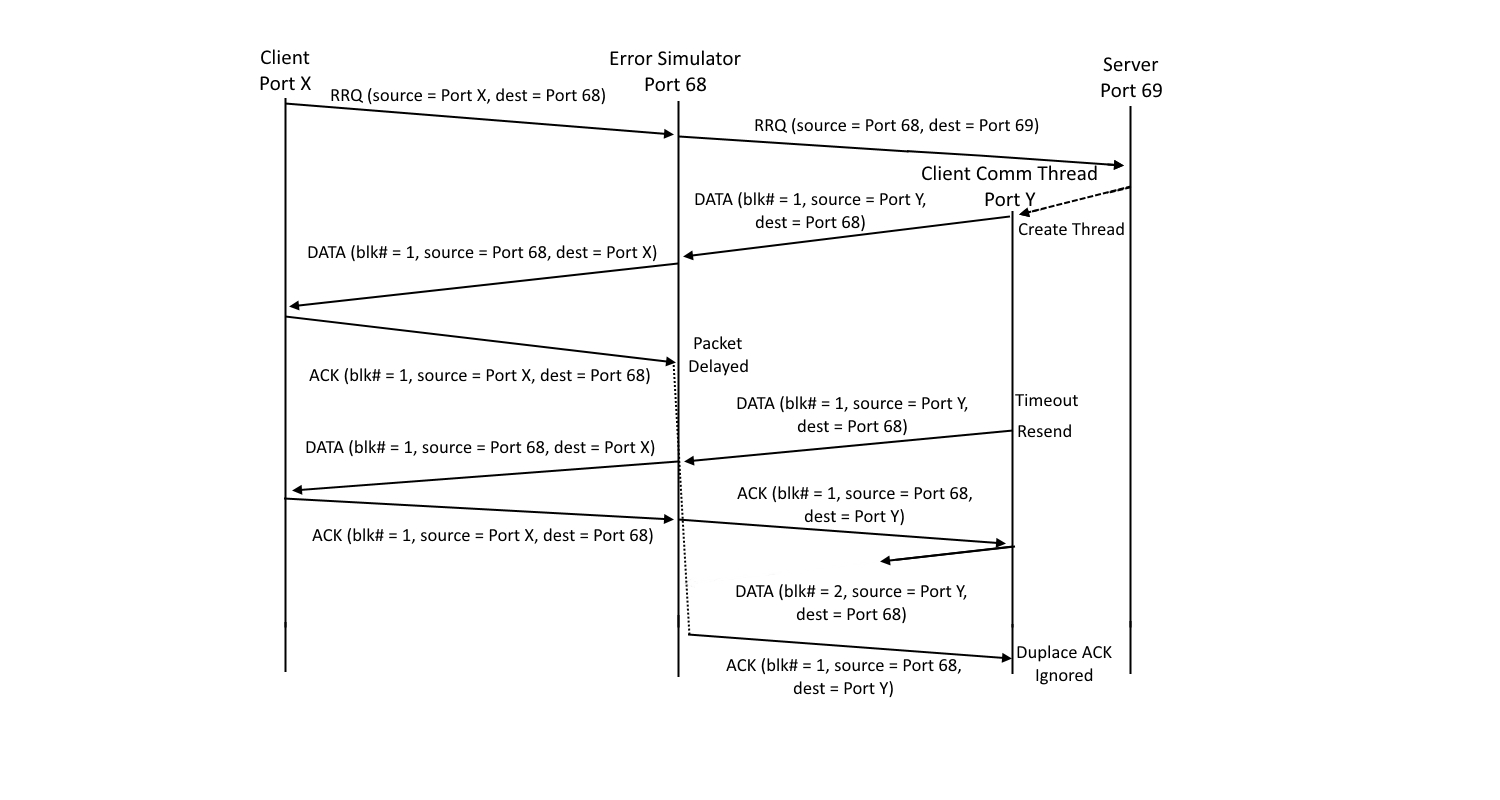 Client
Port X
Error Simulator
Port 68
Server
Port 69
RRQ (source = Port X, dest = Port 68)
RRQ (source = Port 68, dest = Port 69)
Client Comm Thread
Port Y
Create Thread
DATA (blk# = 1, source = Port Y,
dest = Port 68)
DATA (blk# = 1, source = Port 68, dest = Port X)
Packet
Delayed
ACK (blk# = 1, source = Port X, dest = Port 68)
Timeout
Resend
DATA (blk# = 1, source = Port Y,
dest = Port 68)
DATA (blk# = 1, source = Port 68, dest = Port X)
ACK (blk# = 1, source = Port 68,
dest = Port Y)
ACK (blk# = 1, source = Port X, dest = Port 68)
DATA (blk# = 2, source = Port Y,
dest = Port 68)
Duplace ACK
Ignored
ACK (blk# = 1, source = Port 68,
dest = Port Y)